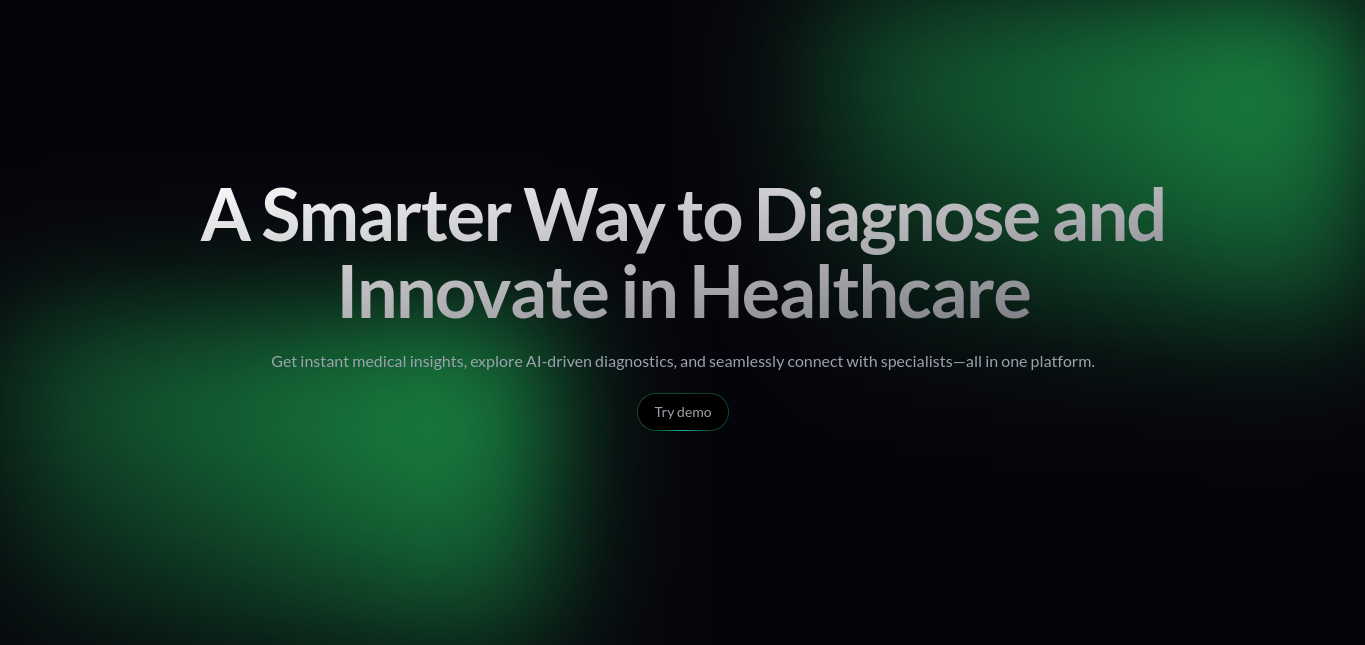 A Smarter Way to Diagnose and
Innovate in Healthcare
Get instant medical insights, explore AI-driven diagnostics, and seamlessly connect with specialists—all in one platform.
Try demo